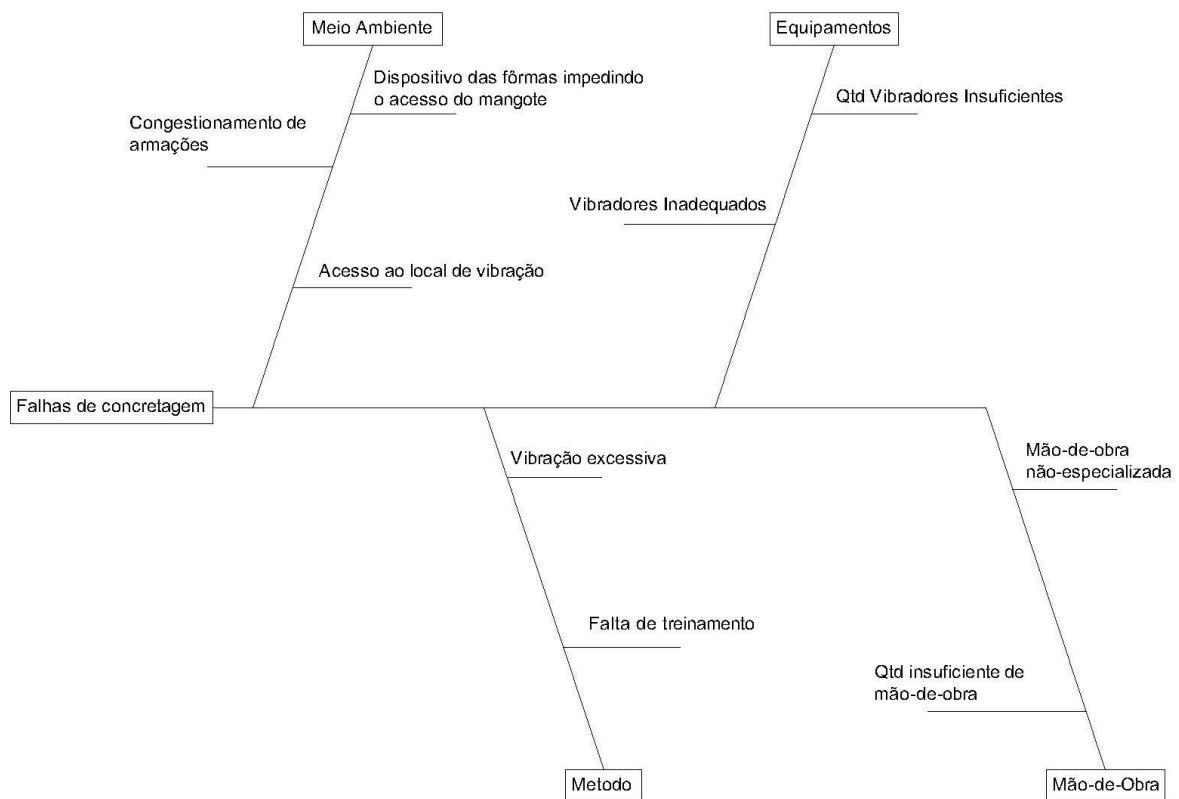 Meio Ambiente
Equipamentos
Dispositivo das fôrmas impedindo
o acesso do mangote
Qtd Vibradores Insuficientes
Congestionamento de
armações
Vibradores Inadequados
Acesso ao local de vibração
Falhas de concretagem
Vibração excessiva
Mão-de-obra
não-especializada
Falta de treinamento
Qtd insuficiente de
mão-de-obra
Metodo
Mão-de-Obra